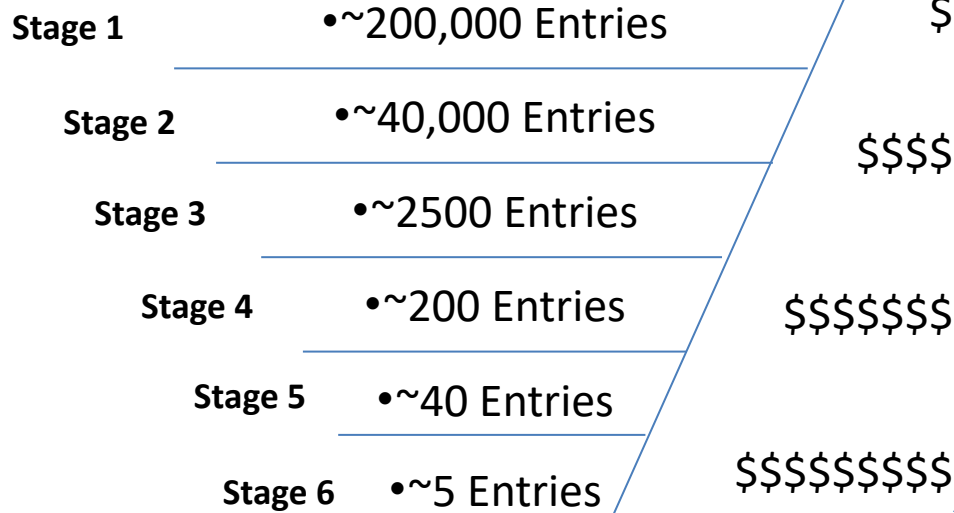 Stage 1 •~200,000 Entries $
Stage 2 •~40,000 Entries
$$$$
Stage 3 •~2500 Entries
Stage 4 •~200 Entries $$$$$$$
Stage 5 •~40 Entries
Stage 6 •~5 Entries $$$$$$$$$